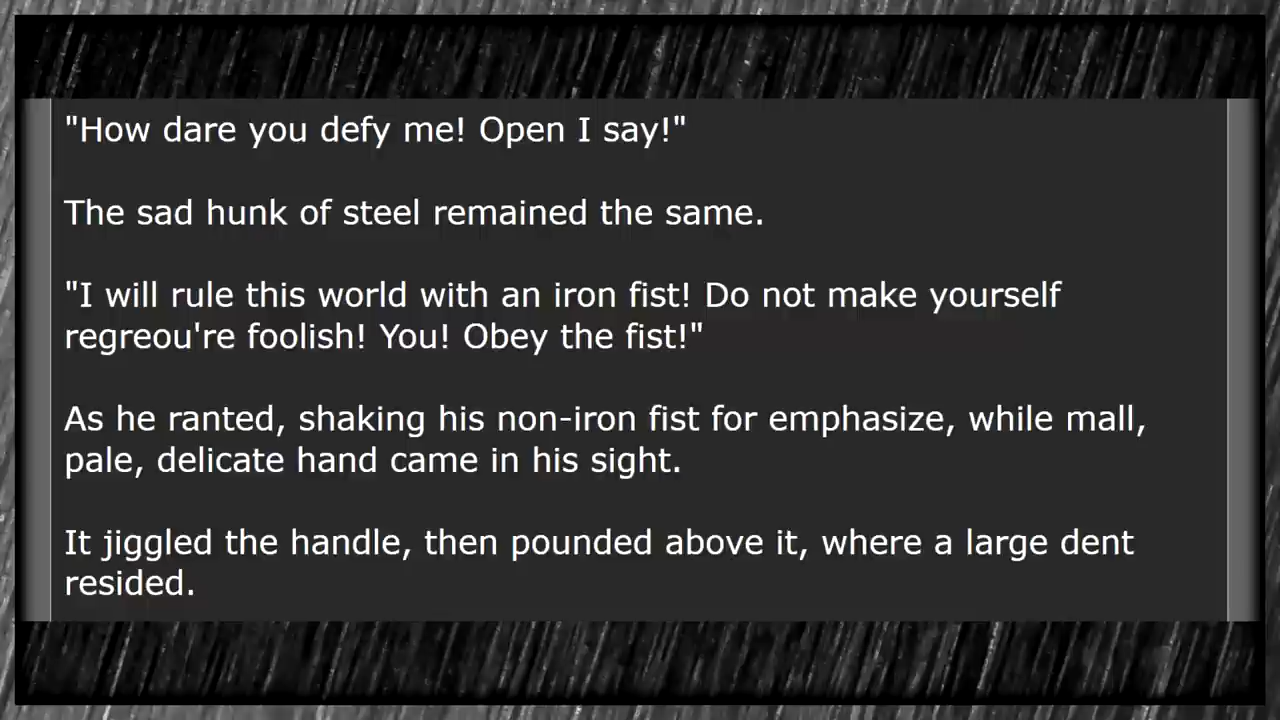 "How dare you defy me! Open I say!"
The sad hunk of steel remained the same.
"I will rule this world with an iron fist! Do not make yourself
regreou're foolish! You! Obey the fist!"
As he ranted, shaking his non-iron fist for emphasize, while mall,
pale, delicate hand came in his sight.
It jiggled the handle, then pounded above it, where a large dent
resided.